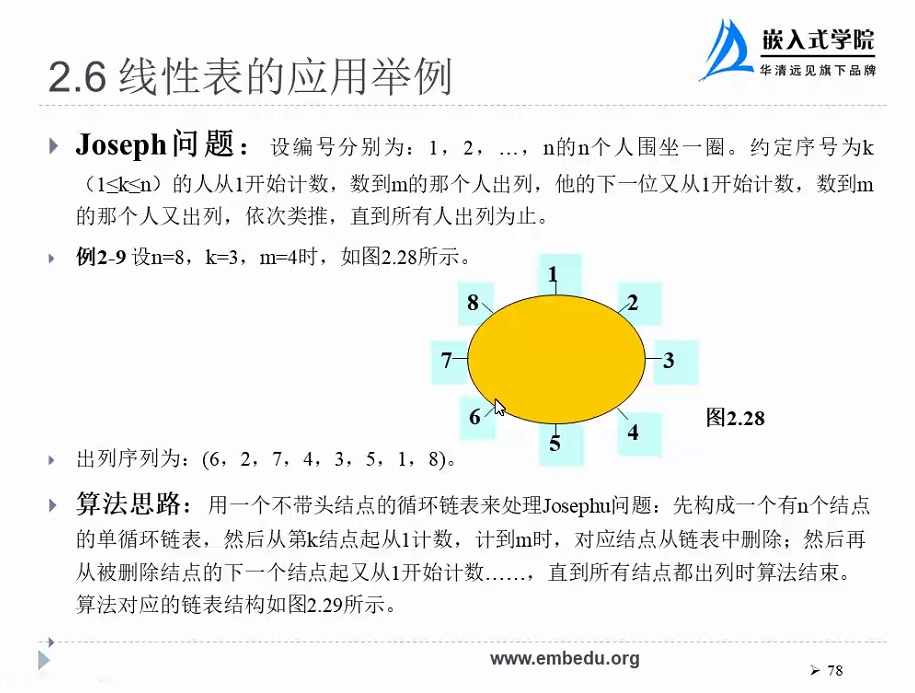 嵌入式学院
华清远见旗下品牌
2.6 线性表的应用举例
Joseph问题：设编号分别为：1，2，…，n的n个人围坐一圈。约定序号为k
（1≤k≤n）的人从1开始计数，数到m的那个人出列，他的下一位又从1开始计数，数到m
的那个人又出列，依次类推，直到所有人出列为止。
例2-9 设n=8，k=3，m=4时，如图2.28所示。
1
8
2
7
3
6
4
5
图2.28
出列序列为：(6，2，7，4，3，5，1，8)。
算法思路：用一个不带头结点的循环链表来处理Josephu问题：先构成一个有n个结点
的单循环链表，然后从第k结点起从1计数，计到m时，对应结点从链表中删除；然后再
从被删除结点的下一个结点起又从1开始计数……，直到所有结点都出列时算法结束。
算法对应的链表结构如图2.29所示。
www.embedu.org
78